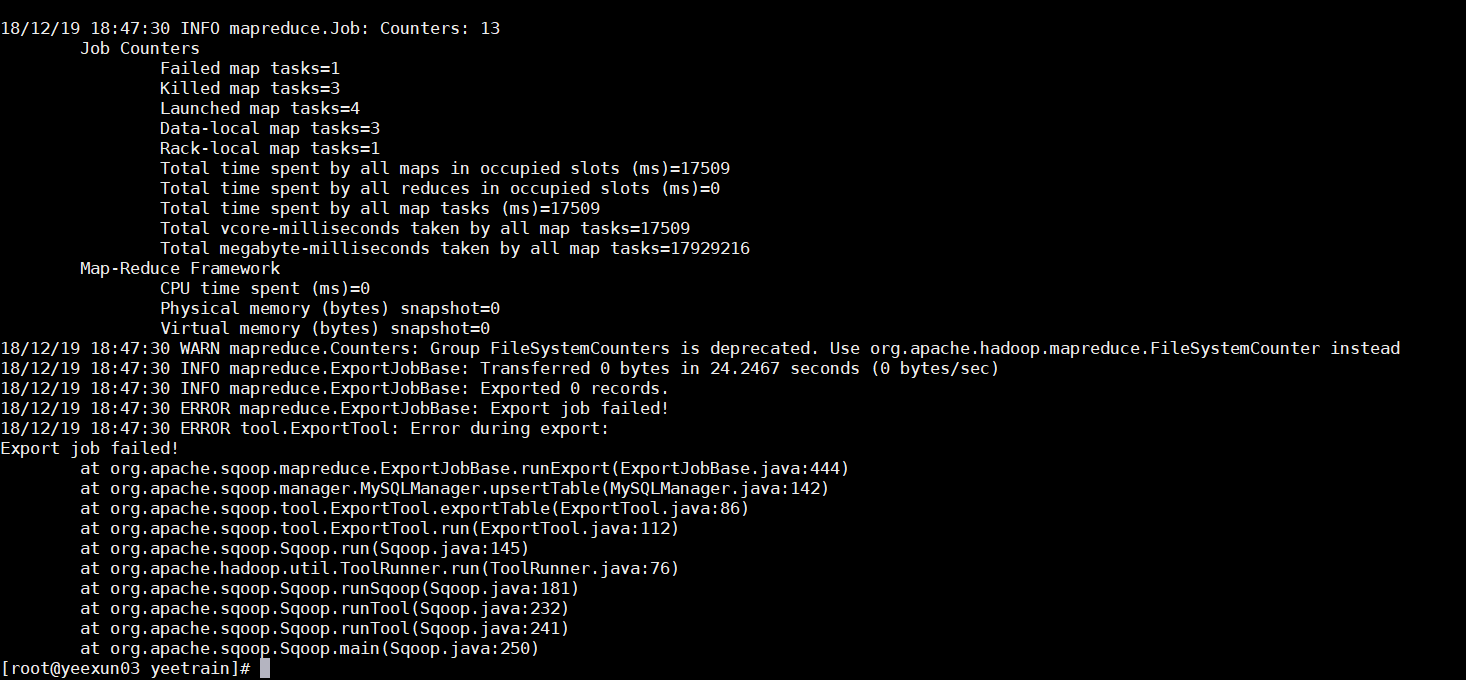 18/12/19 18:47:30 INFO mapreduce.Job: Counters: 13
Job Counters
Failed map tasks=1
Killed map tasks=3
Launched map tasks=4
Data-local map tasks=3
Rack-local map tasks=1
Total time spent by all maps in occupied slots (ms)=17509
Total time spent by all reduces in occupied slots (ms)=0
Total time spent by all map tasks (ms)=17509
Total vcore-milliseconds taken by all map tasks=17509
Total megabyte-milliseconds taken by all map tasks=17929216
Map-Reduce Framework
CPU time spent (ms)=0
Physical memory (bytes) snapshot=0
Virtual memory (bytes) snapshot=0
18/12/19 18:47:30 WARN mapreduce.Counters: Group FileSystemCounters is deprecated. Use org.apache.hadoop.mapreduce.FileSystemCounter instead
18/12/19 18:47:30 INFO mapreduce.ExportJobBase: Transferred 0 bytes in 24.2467 seconds (0 bytes/sec)
18/12/19 18:47:30 INFO mapreduce.ExportJobBase: Exported 0 records.
18/12/19 18:47:30 ERROR mapreduce.ExportJobBase: Export job failed!
18/12/19 18:47:30 ERROR tool.ExportTool: Error during export:
Export job failed!
at org.apache.sqoop.mapreduce.ExportJobBase.runExport(ExportJobBase.java:444)
at org.apache.sqoop.manager.MySQLManager.upsertTable(MySQLManager.java:142)
at org.apache.sqoop.tool.ExportTool.exportTable(ExportTool.java:86)
at org.apache.sqoop.tool.ExportTool.run(ExportTool.java:112)
at org.apache.sqoop.Sqoop.run(Sqoop.java:145)
at org.apache.hadoop.util.ToolRunner.run(ToolRunner.java:76)
at org.apache.sqoop.Sqoop.runSqoop(Sqoop.java:181)
at org.apache.sqoop.Sqoop.runTool(Sqoop.java:232)
at org.apache.sqoop.Sqoop.runTool(Sqoop.java:241)
at org.apache.sqoop.Sqoop.main(Sqoop.java:250)
[root@yeexun03 yeetrain]#